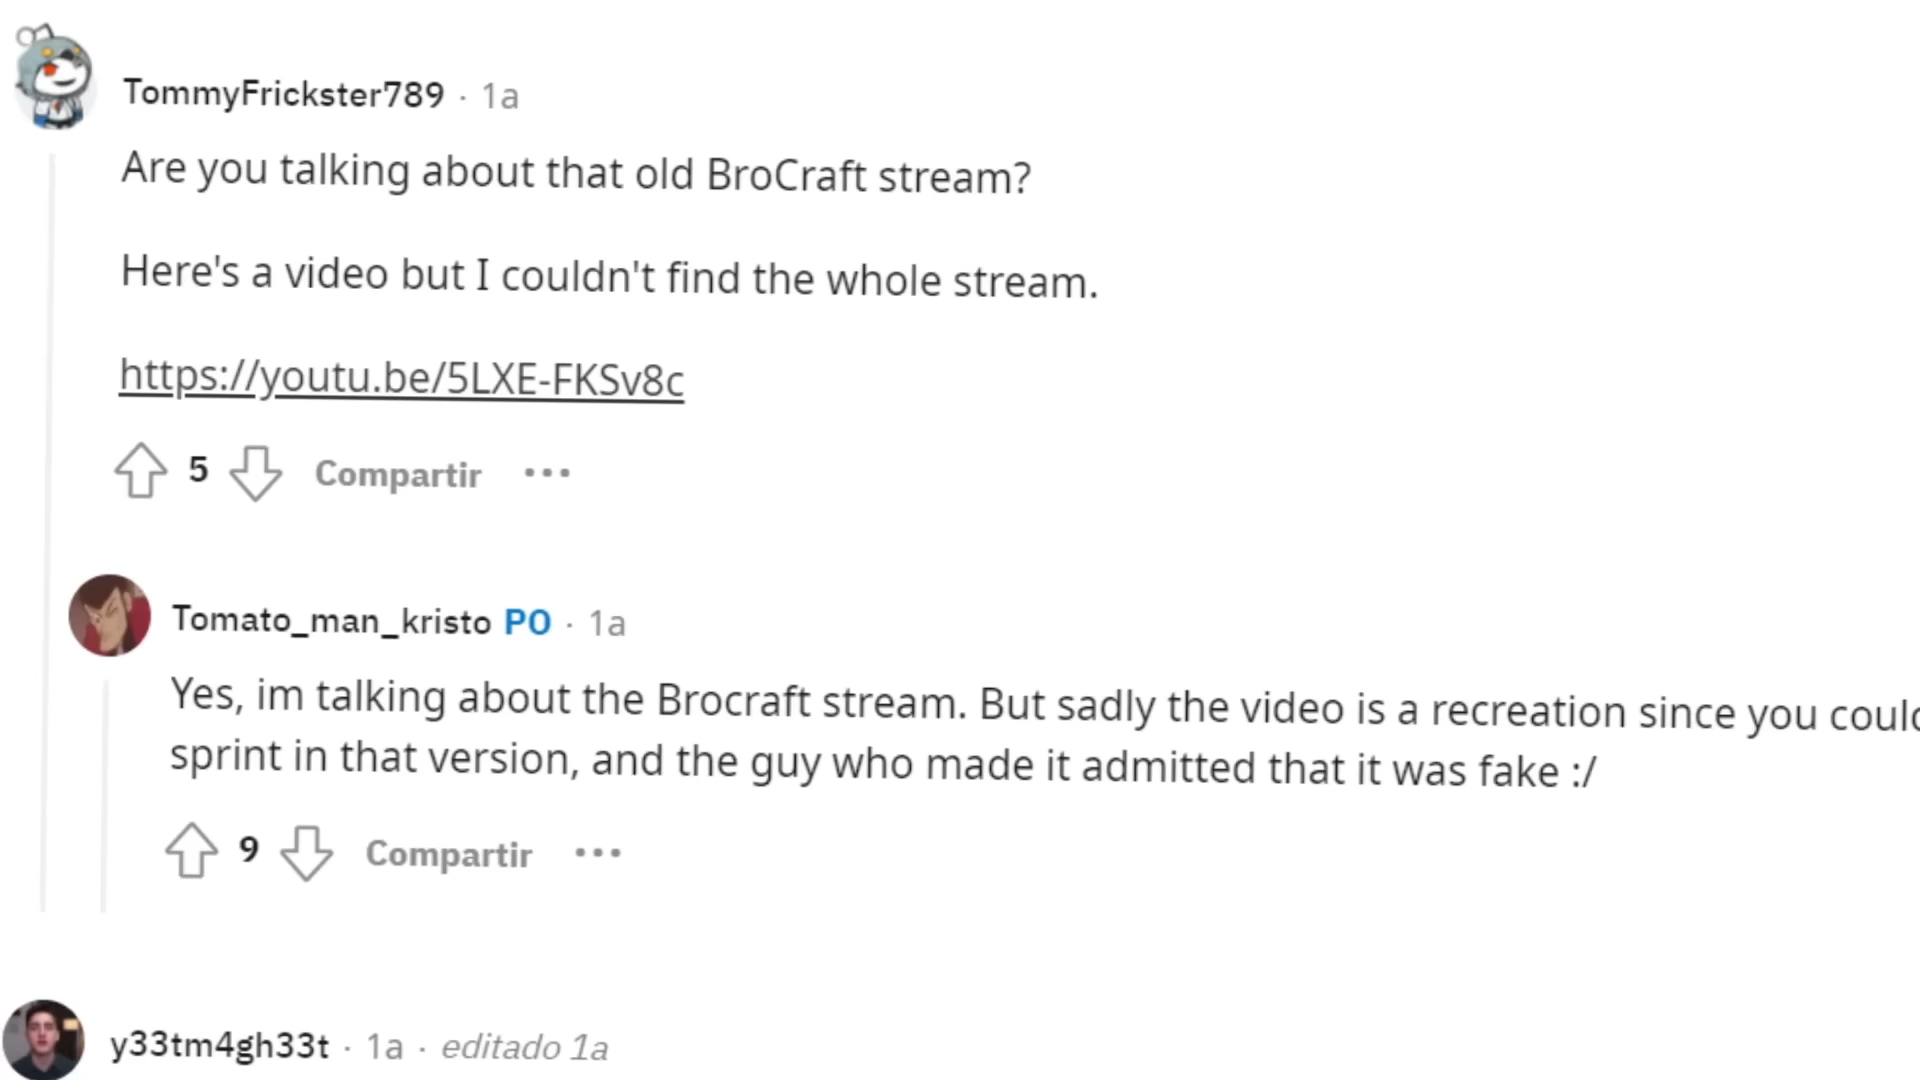 TommyFrickster789 · 1a
Are you talking about that old BroCraft stream?
Here's a video but I couldn't find the whole stream.
https://youtu.be/5LXE-FKSv8c
5 Compartir ...
Tomato_man_kristo PO · 1a
Yes, im talking about the Brocraft stream. But sadly the video is a recreation since you
sprint in that version, and the guy who made it admitted that it was fake :/
9 Compartir ...
y33tm4gh33t · 1a · editado 1a